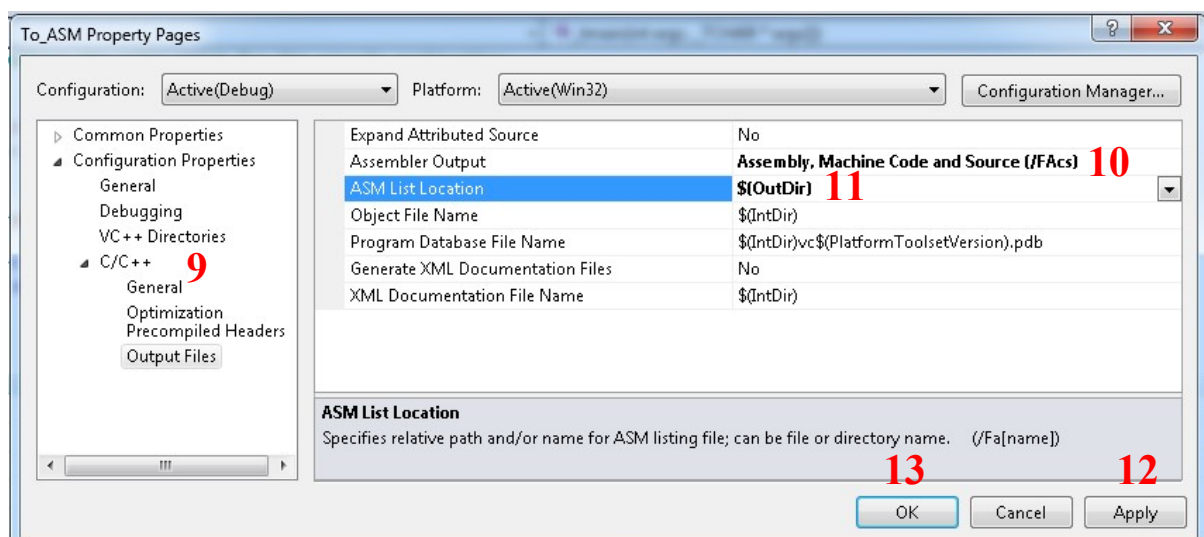 To_ASM Property Pages
Configuration: Active(Debug) Platform: Active(Win32) Configuration Manager...
Common Properties
Configuration Properties
General
Debugging
VC++ Directories
C/C++ 9
General
Optimization
Precompiled Headers
Output Files
Expand Attributed Source No
Assembler Output Assembly, Machine Code and Source (/FAcs) 10
ASM List Location $(OutDir) 11
Object File Name $(IntDir)
Program Database File Name $(IntDir)vc$(PlatformToolsetVersion).pdb
Generate XML Documentation Files No
XML Documentation File Name $(IntDir)
ASM List Location
Specifies relative path and/or name for ASM listing file; can be file or directory name. (/Fa[name])
13 12
OK Cancel Apply